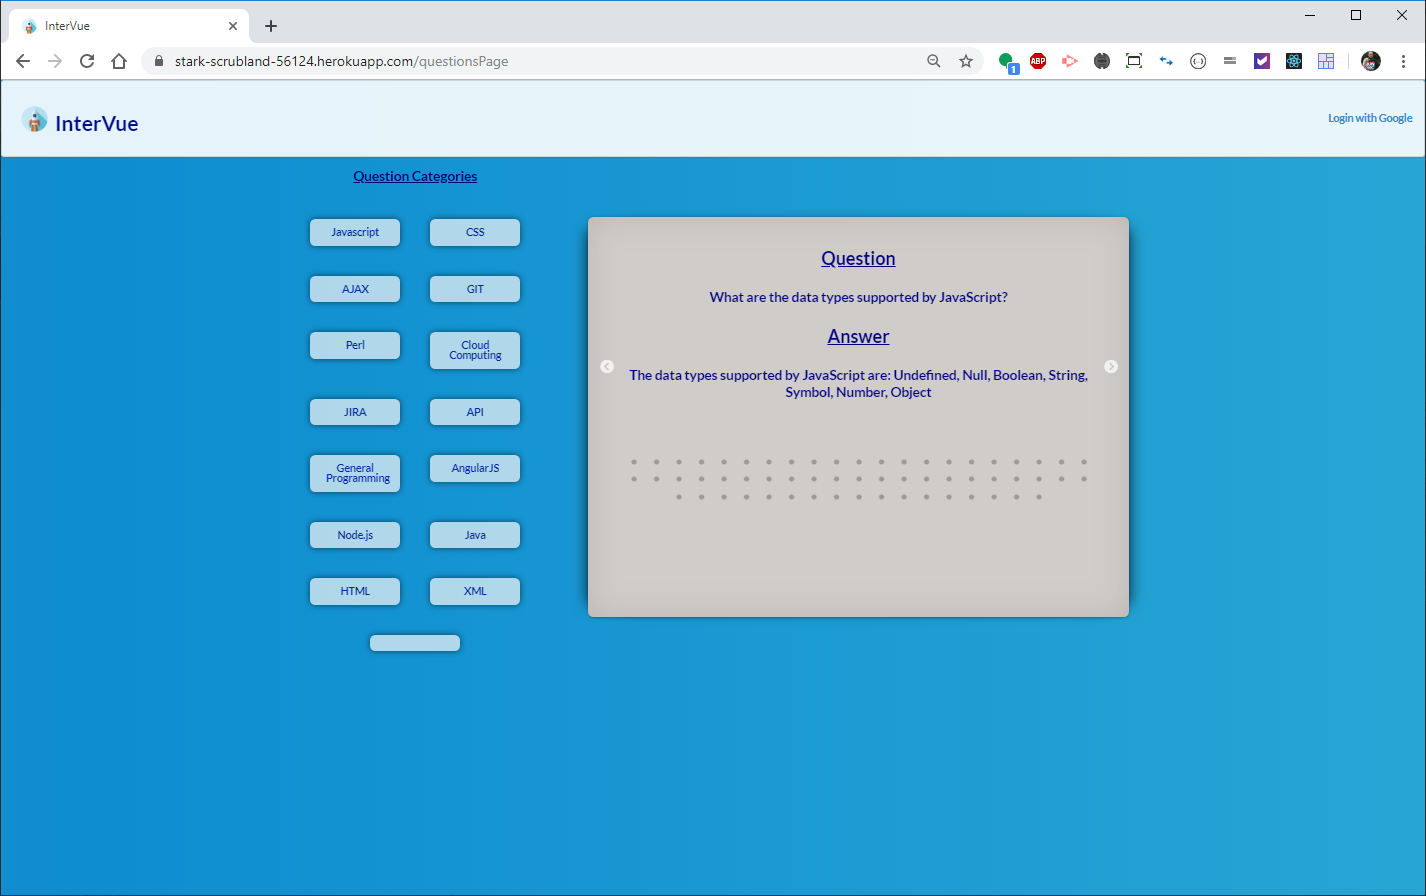 InterVue
stark-scrubland-56124.herokuapp.com/questionsPage
ABP
1
InterVue
Login with Google
Question Categories
Javascript
CSS
AJAX
GIT
Perl
Cloud
Computing
JIRA
API
General
Programming
AngularJS
Node.js
Java
HTML
XML
Question
What are the data types supported by JavaScript?
Answer
The data types supported by JavaScript are: Undefined, Null, Boolean, String,
Symbol, Number, Object